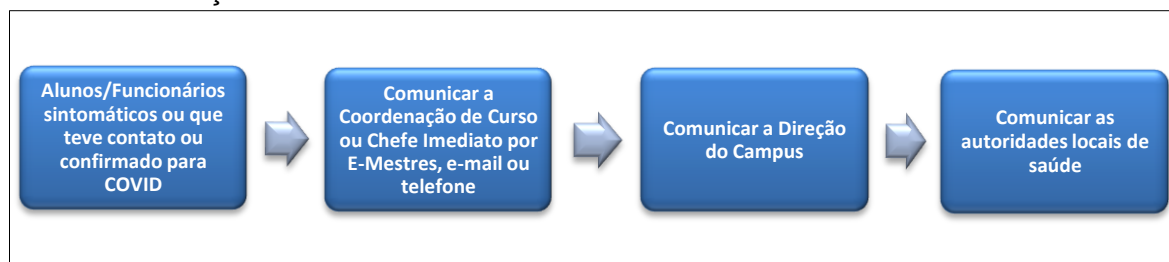 Alunos/Funcionários
sintomáticos ou que
teve contato ou
confirmado para
COVID
Comunicar a
Coordenação de Curso
ou Chefe Imediato por
E-Mestres, e-mail ou
telefone
Comunicar a Direção
do Campus
Comunicar as
autoridades locais de
saúde